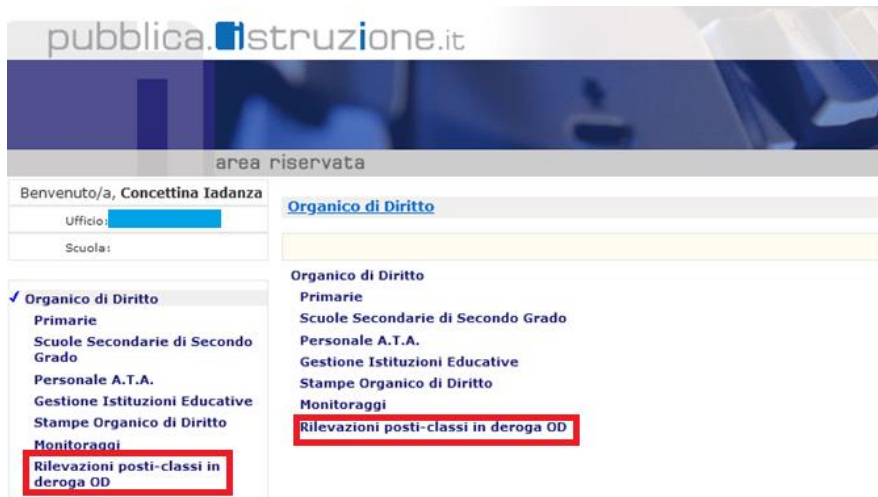 pubblica.istruzione.it
area riservata
Benvenuto/a, Concettina Iadanza
Ufficio:
Scuola:
Organico di Diritto
Primarie
Scuole Secondarie di Secondo
Grado
Personale A.T.A.
Gestione Istituzioni Educative
Stampe Organico di Diritto
Monitoraggi
Rilevazioni posti-classi in
deroga OD
Organico di Diritto
Organico di Diritto
Primarie
Scuole Secondarie di Secondo Grado
Personale A.T.A.
Gestione Istituzioni Educative
Stampe Organico di Diritto
Monitoraggi
Rilevazioni posti-classi in deroga OD